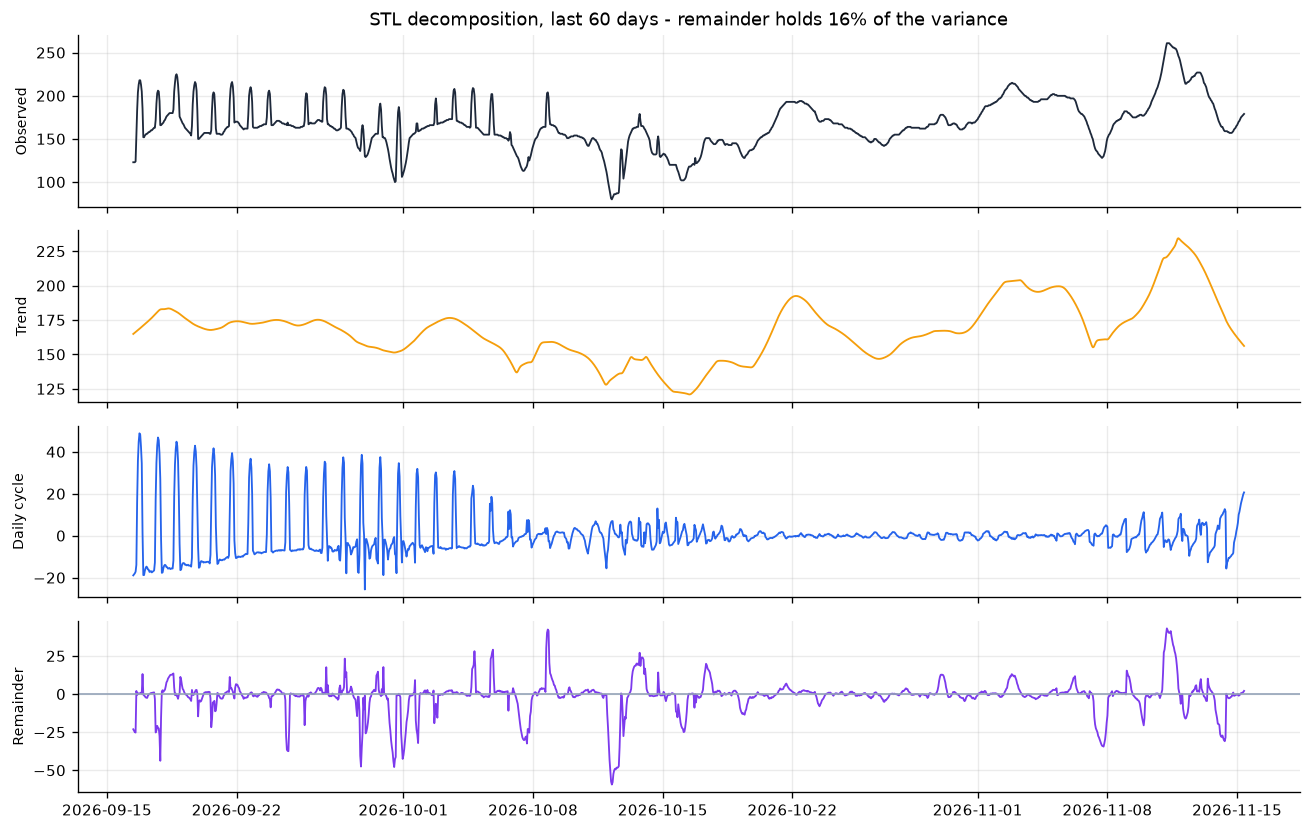 STL decomposition, last 60 days - remainder holds 16% of the variance
250
200
150
100
Observed
225
200
175
150
125
Trend
40
20
0
−20
Daily cycle
25
0
−25
−50
Remainder
2026-09-15 2026-09-22 2026-10-01 2026-10-08 2026-10-15 2026-10-22 2026-11-01 2026-11-08 2026-11-15